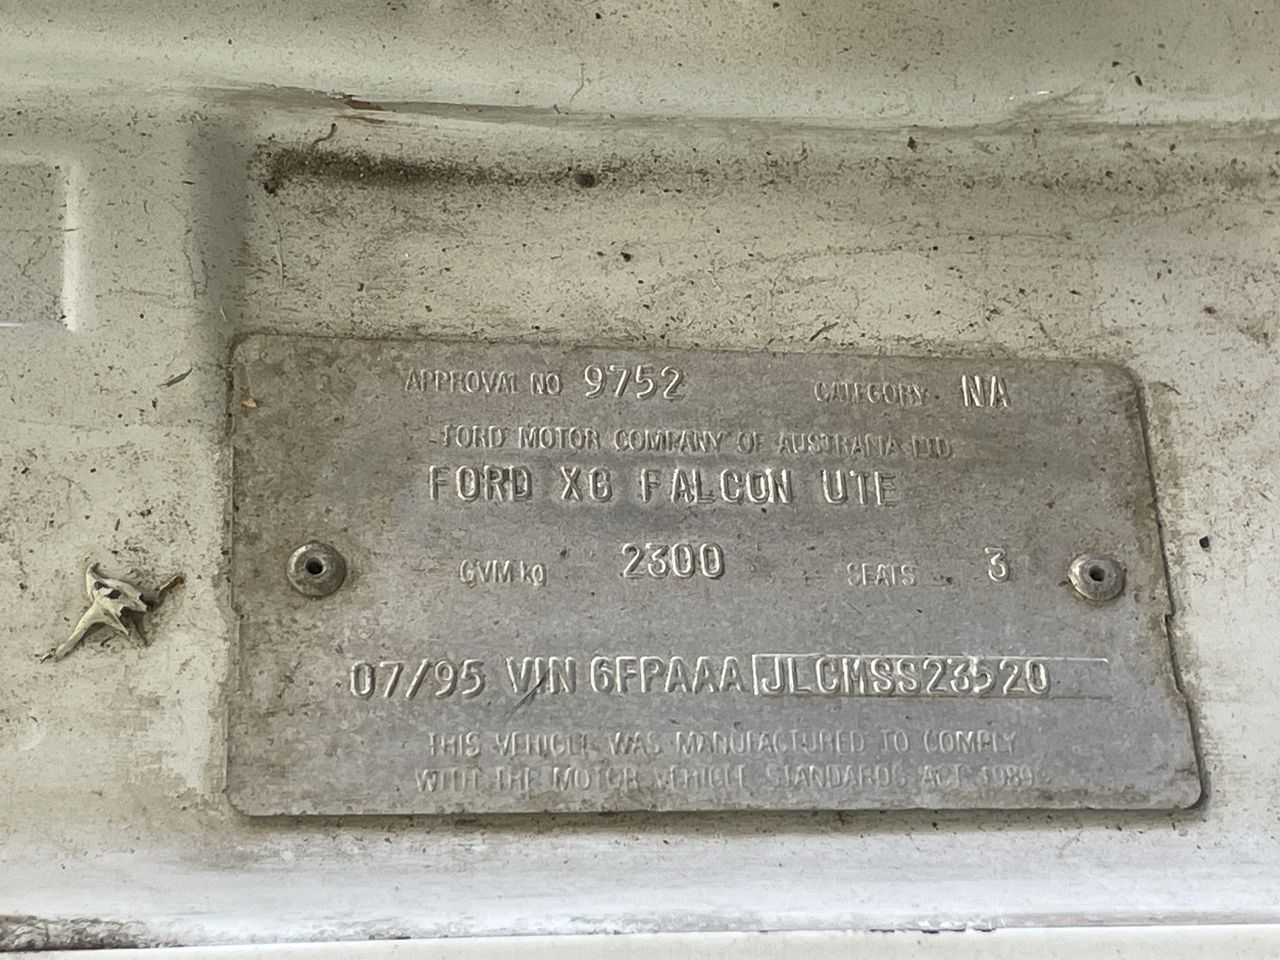 APPROVAL NO 9752 CATEGORY NA
FORD MOTOR COMPANY OF AUSTRALIA LTD
FORD XG FALCON UTE
GVM kg 2300 SEATS 3
07/95 VIN 6FPAAAJLCMSS23520
THIS VEHICLE WAS MANUFACTURED TO COMPLY
WITH THE MOTOR VEHICLE STANDARDS ACT 1989